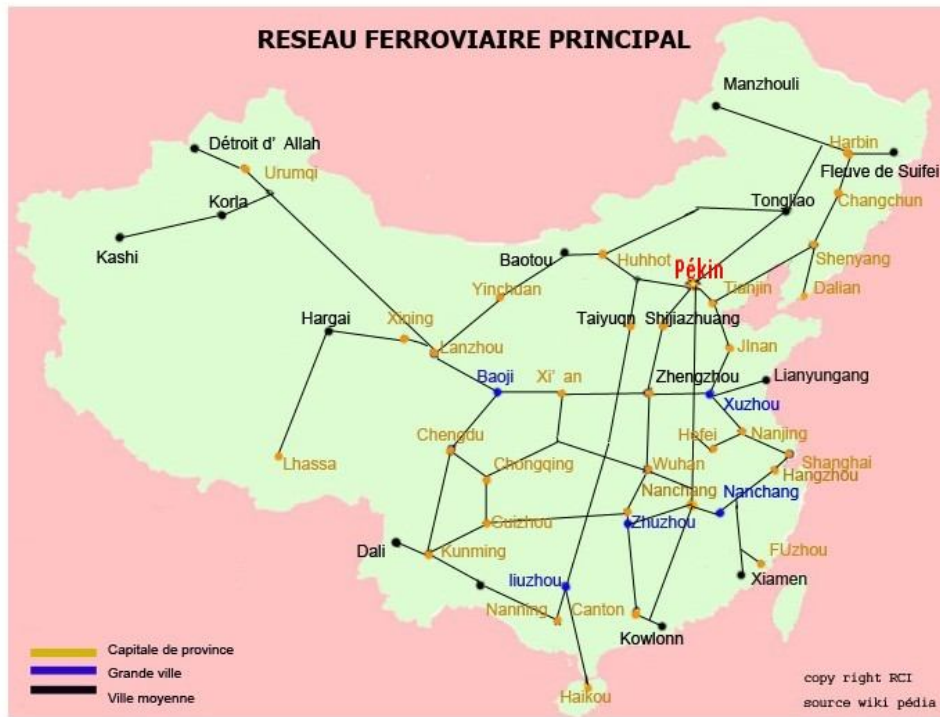 RESEAU FERROVIAIRE PRINCIPAL
Manzhouli
Détroit d' Allah
Harbin
Urumqi
Fleuve de Suifei
Korla
Tongliao
Changchun
Kashi
Baotou
Huhhot
Pékin
Shenyang
Yinchuan
Tianjin
Dalian
Hargai
Xining
Taiyuqn
Shijiazhuang
Lanzhou
JInan
Baoji
Xi' an
Zhengzhou
Lianyungang
Xuzhou
Chengdu
Hefei
Nanjing
Lhassa
Chongqing
Wuhan
Shanghai
Hangzhou
Nanchang
Nanchang
Guizhou
Zhuzhou
Dali
Kunming
FUzhou
liuzhou
Xiamen
Nanning
Canton
Kowlonn
Capitale de province
Grande ville
Ville moyenne
Haikou
copy right RCI
source wiki pédia